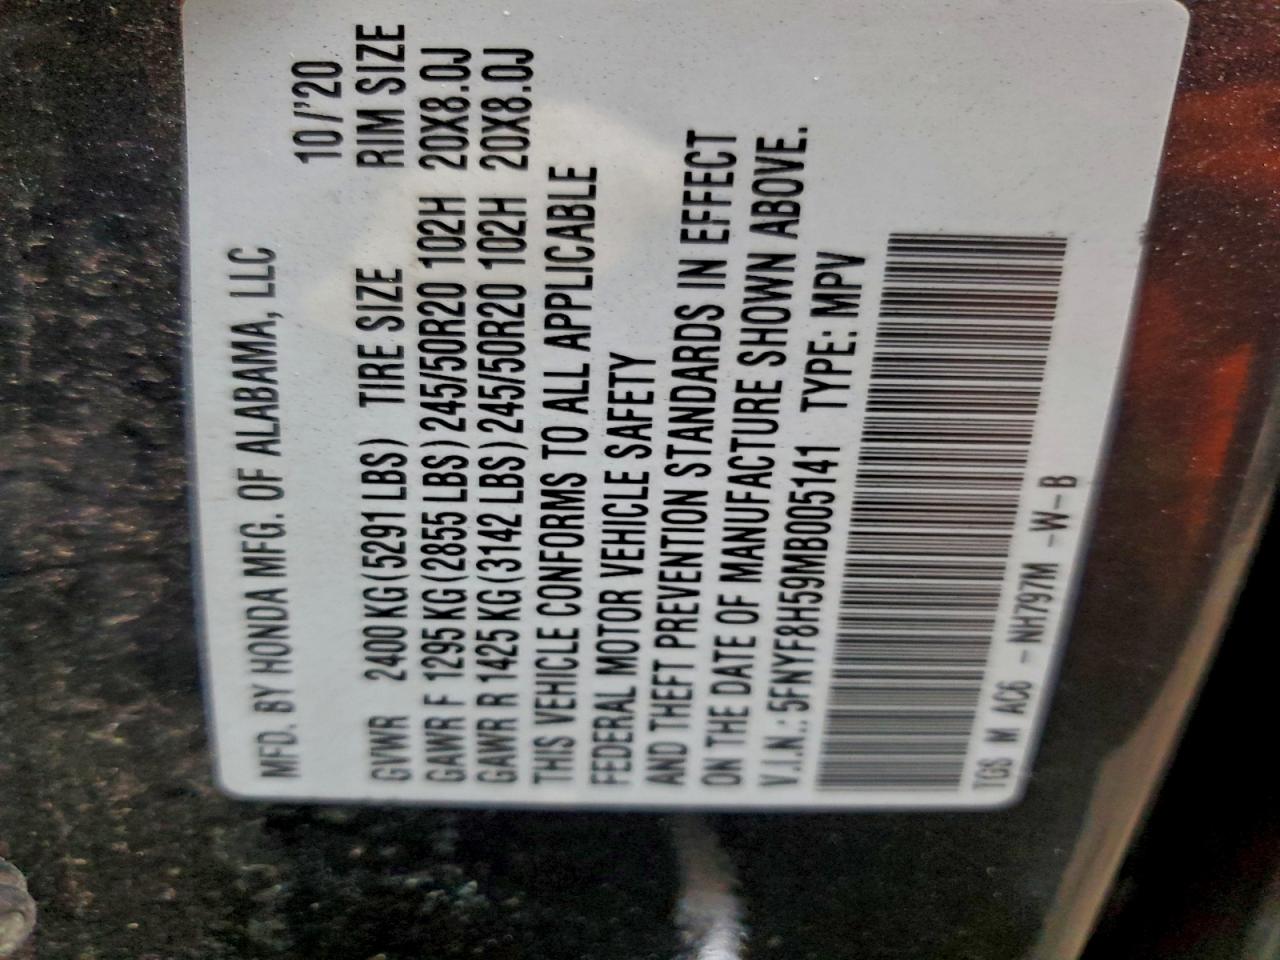 MFD. BY HONDA MFG. OF ALABAMA, LLC 10/'20
GVWR 2400 KG (5291 LBS) TIRE SIZE RIM SIZE
GAWR F 1295 KG (2855 LBS) 245/50R20 102H 20X8.0J
GAWR R 1425 KG (3142 LBS) 245/50R20 102H 20X8.0J
THIS VEHICLE CONFORMS TO ALL APPLICABLE
FEDERAL MOTOR VEHICLE SAFETY
AND THEFT PREVENTION STANDARDS IN EFFECT
ON THE DATE OF MANUFACTURE SHOWN ABOVE.
V.I.N.: 5FNYF8H59MB005141 TYPE: MPV
TGS M AC6 -NH797M -W-B